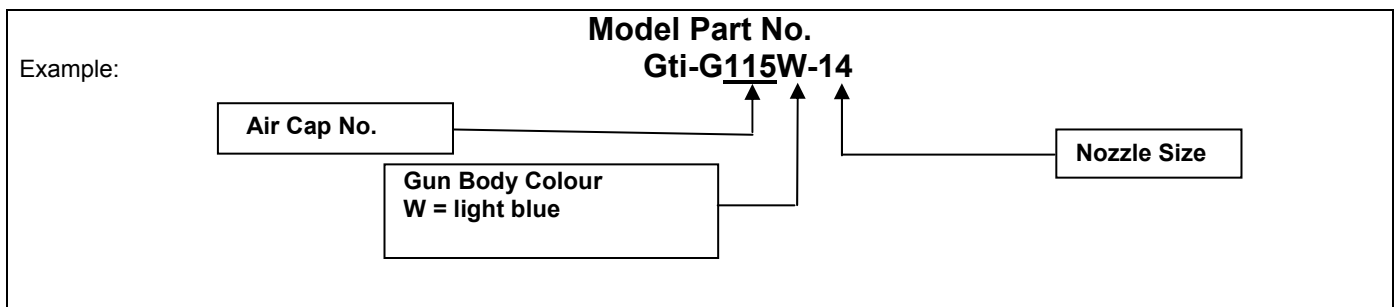 Model Part No.
Example: Gti-G115W-14
Air Cap No.
Nozzle Size
Gun Body Colour
W = light blue